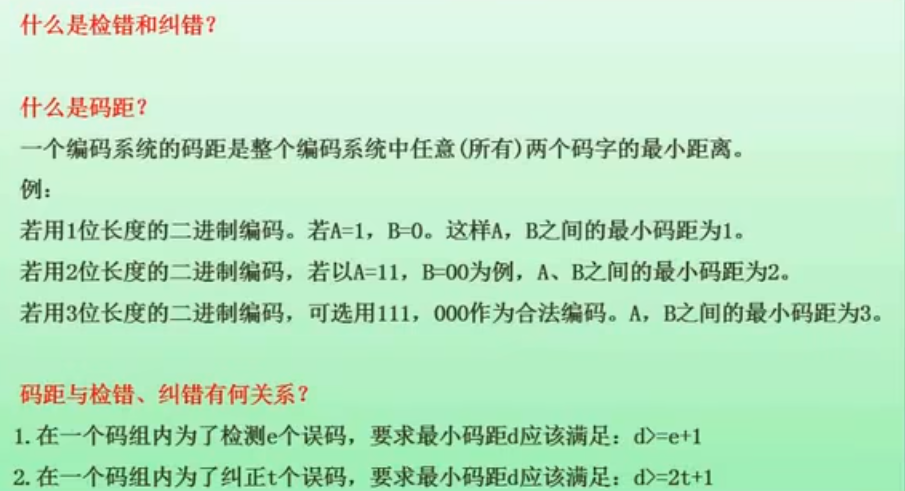 什么是检错和纠错？
什么是码距？
一个编码系统的码距是整个编码系统中任意(所有)两个码字的最小距离。
例：
若用1位长度的二进制编码。若A=1，B=0。这样A，B之间的最小码距为1。
若用2位长度的二进制编码，若以A=11，B=00为例，A、B之间的最小码距为2。
若用3位长度的二进制编码，可选用111，000作为合法编码。A，B之间的最小码距为3。
码距与检错、纠错有何关系？
1.在一个码组内为了检测e个误码，要求最小码距d应该满足：d>=e+1
2.在一个码组内为了纠正t个误码，要求最小码距d应该满足：d>=2t+1